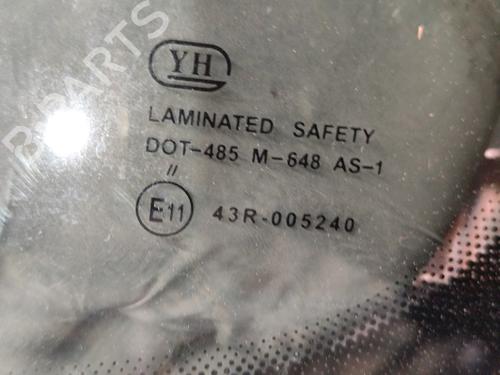 B-PARTS
YH
LAMINATED SAFETY
DOT-485 M-648 AS-1
//
E11 43R-005240